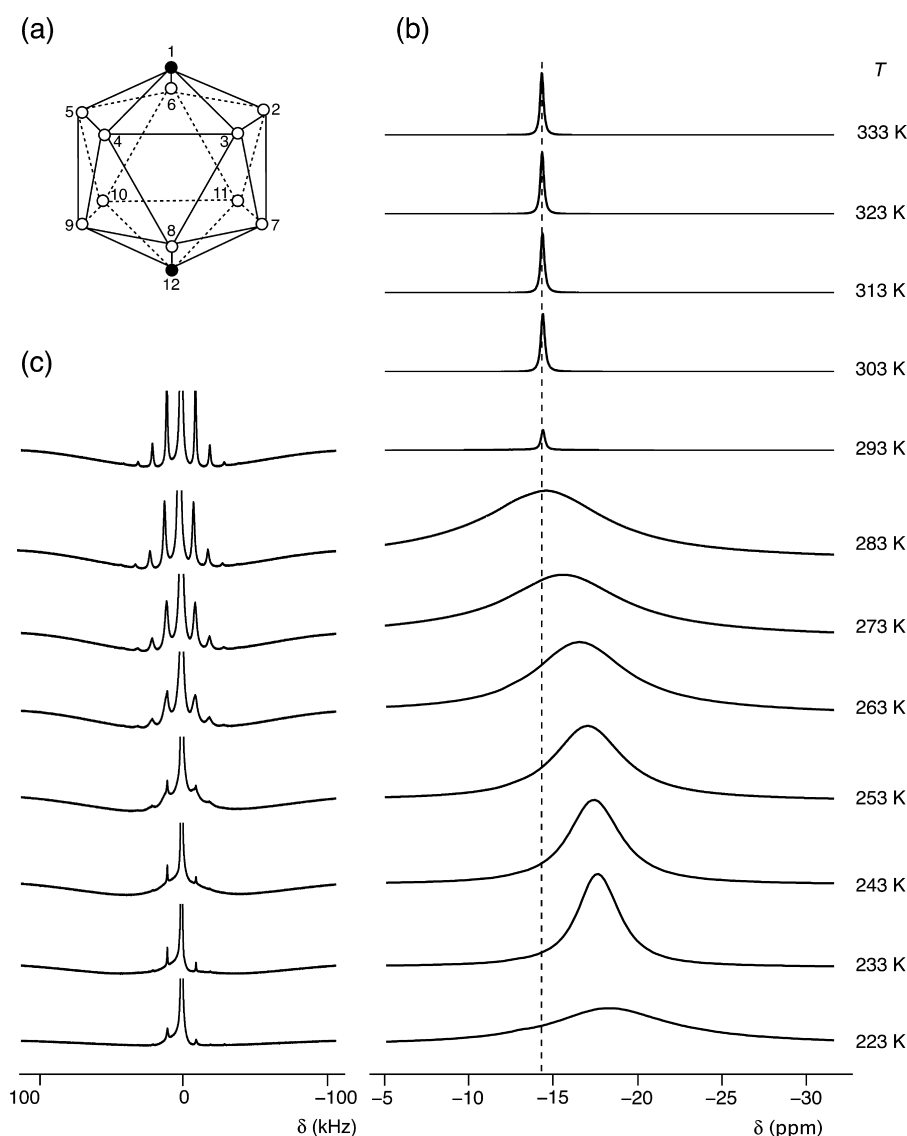 (a)
1
6
5
2
4
3
10
11
9
7
8
12
(b)
T
333 K
323 K
313 K
303 K
293 K
283 K
273 K
263 K
253 K
243 K
233 K
223 K
–5
–10
–15
–20
–25
–30
δ (ppm)
(c)
100
0
–100
δ (kHz)